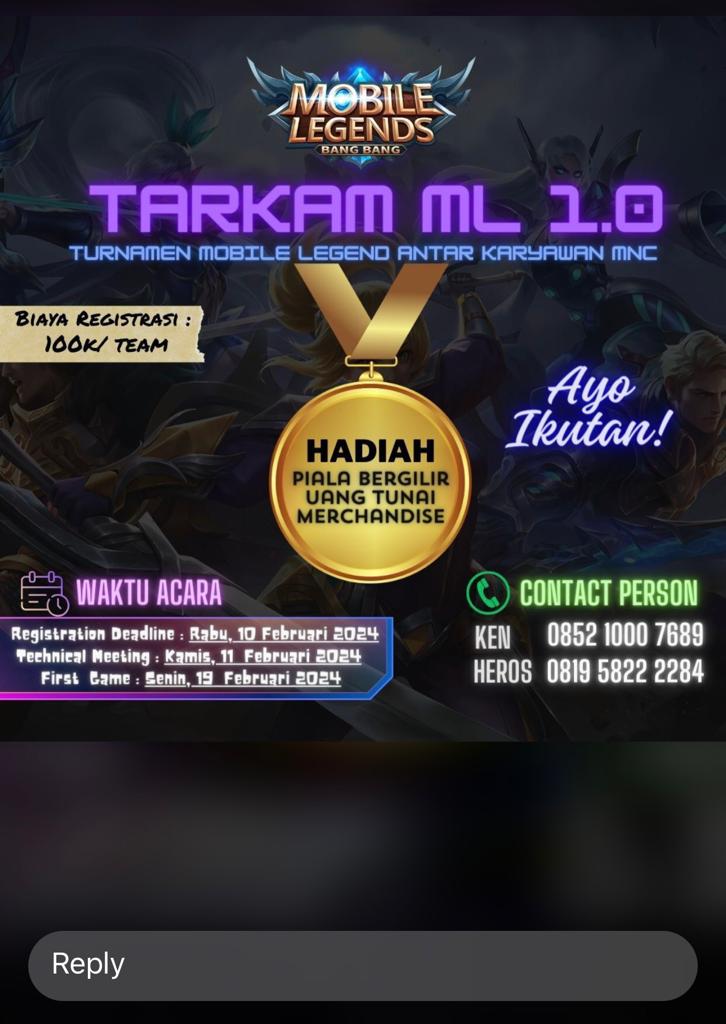 MOBILE
LEGENDS
BANG BANG
TARKAM ML 1.0
TURNAMEN MOBILE LEGEND ANTAR KARYAWAN MNC
Biaya Registrasi :
100K/ team
Ayo
Ikutan!
HADIAH
PIALA BERGILIR
UANG TUNAI
MERCHANDISE
WAKTU ACARA
Registration Deadline : Rabu, 10 Februari 2024
Technical Meeting : Kamis, 11 Februari 2024
First Game : Senin, 19 Februari 2024
CONTACT PERSON
KEN 0852 1000 7689
HEROS 0819 5822 2284
Reply